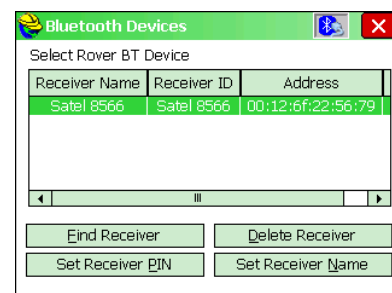 Bluetooth Devices
Select Rover BT Device
Receiver Name Receiver ID Address
Satel 8566 Satel 8566 00:12:6f:22:56:79
Find Receiver Delete Receiver
Set Receiver PIN Set Receiver Name